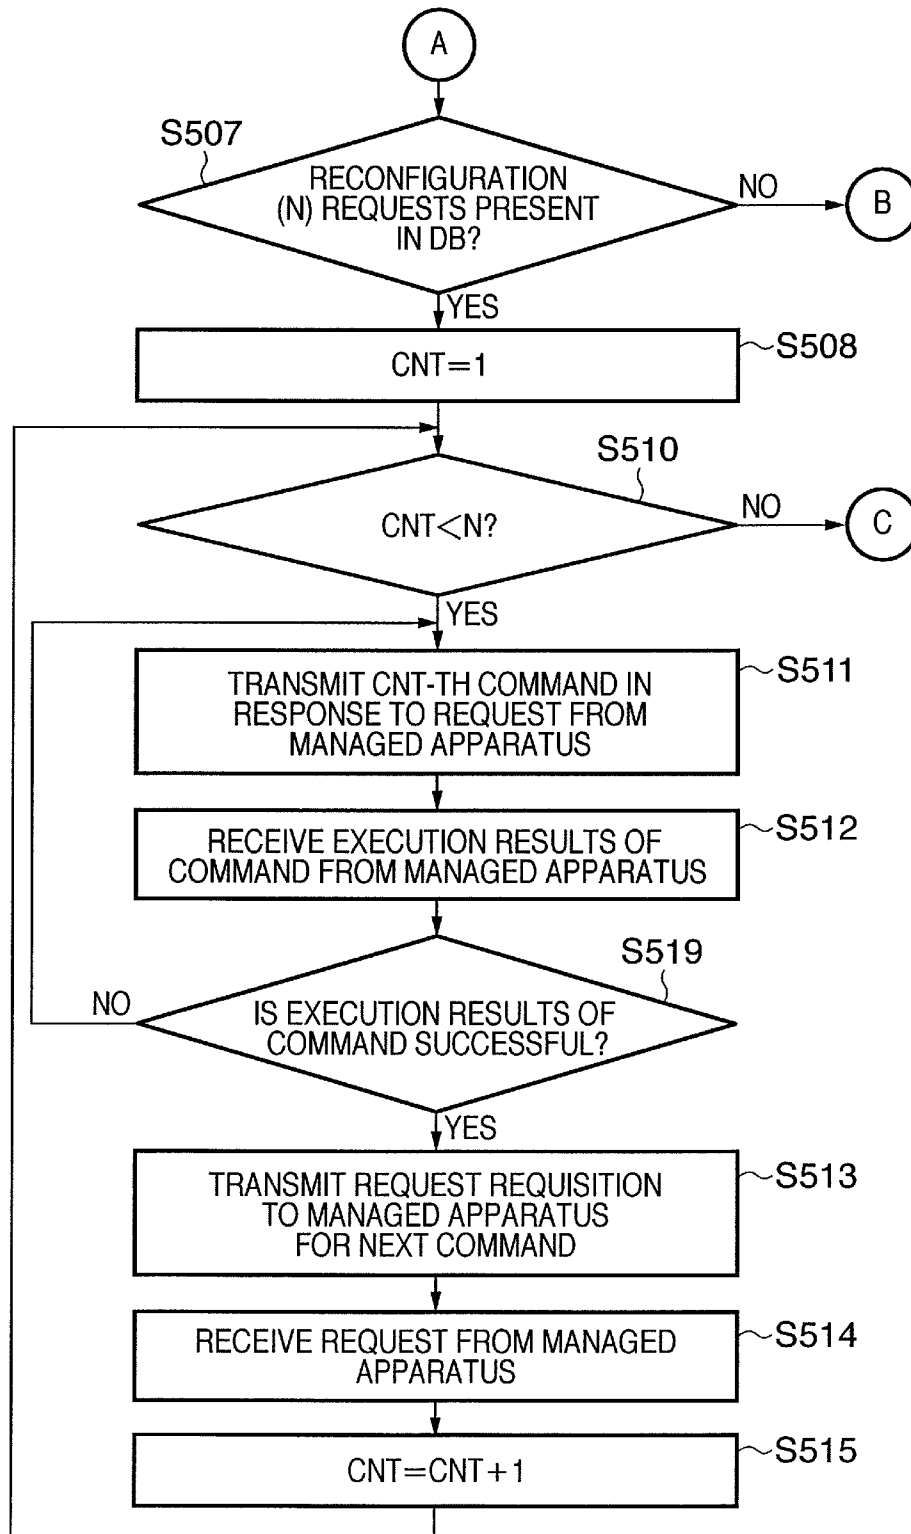 A
S507
RECONFIGURATION
(N) REQUESTS PRESENT
IN DB?
NO
B
YES
CNT=1
S508
S510
CNT<N?
NO
C
YES
TRANSMIT CNT-TH COMMAND IN
RESPONSE TO REQUEST FROM
MANAGED APPARATUS
S511
RECEIVE EXECUTION RESULTS OF
COMMAND FROM MANAGED APPARATUS
S512
S519
NO
IS EXECUTION RESULTS OF
COMMAND SUCCESSFUL?
YES
TRANSMIT REQUEST REQUISITION
TO MANAGED APPARATUS
FOR NEXT COMMAND
S513
RECEIVE REQUEST FROM MANAGED
APPARATUS
S514
CNT=CNT+1
S515